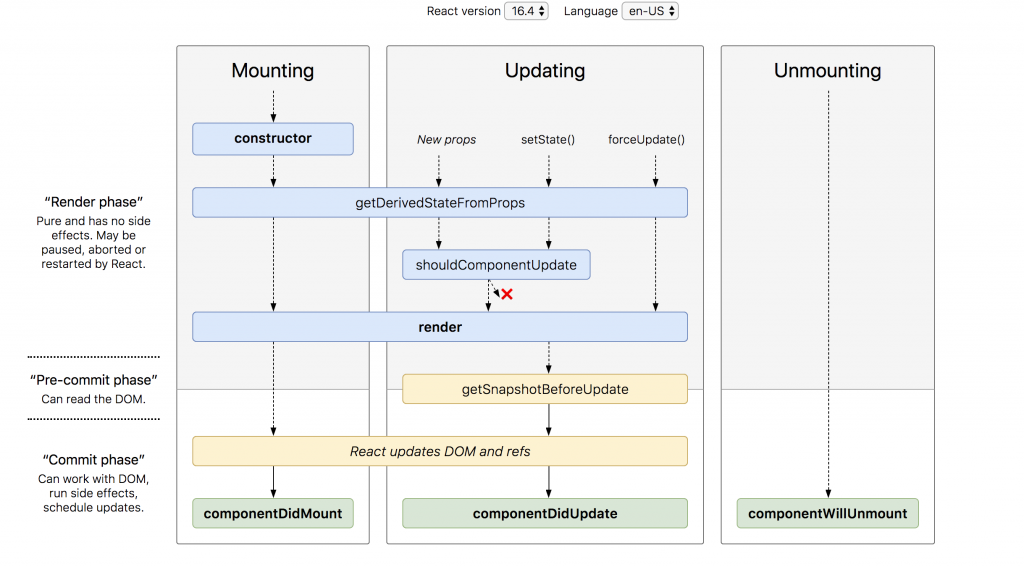 React version 16.4 Language en-US
Mounting
Updating
Unmounting
constructor
New props
setState()
forceUpdate()
“Render phase”
Pure and has no side
effects. May be
paused, aborted or
restarted by React.
getDerivedStateFromProps
shouldComponentUpdate
render
“Pre-commit phase”
Can read the DOM.
getSnapshotBeforeUpdate
“Commit phase”
Can work with DOM,
run side effects,
schedule updates.
React updates DOM and refs
componentDidMount
componentDidUpdate
componentWillUnmount